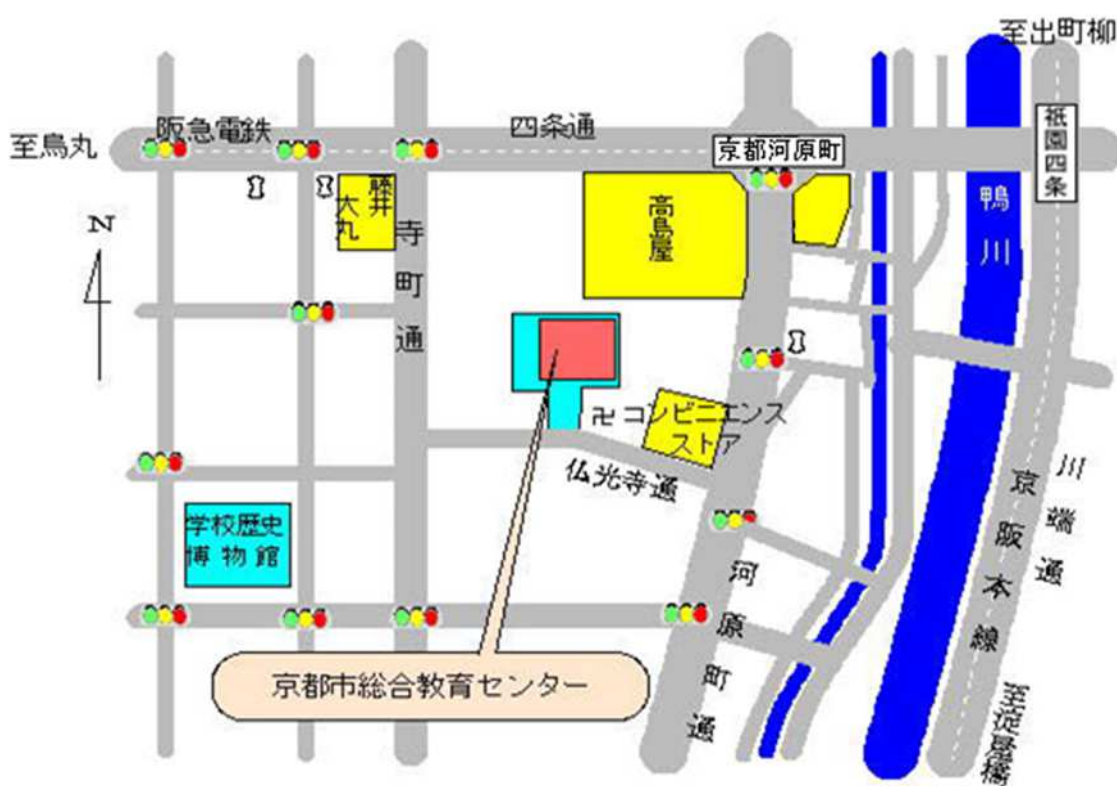 至出町柳
阪急電鉄
四条通
至烏丸
京都河原町
祇園四条
鴨川
N
藤井
大丸
高島屋
寺町通
卍コンビニエンス
ストア
仏光寺通
学校歴史
博物館
川端通
京阪本線
河原町通
京都市総合教育センター
至淀屋橋